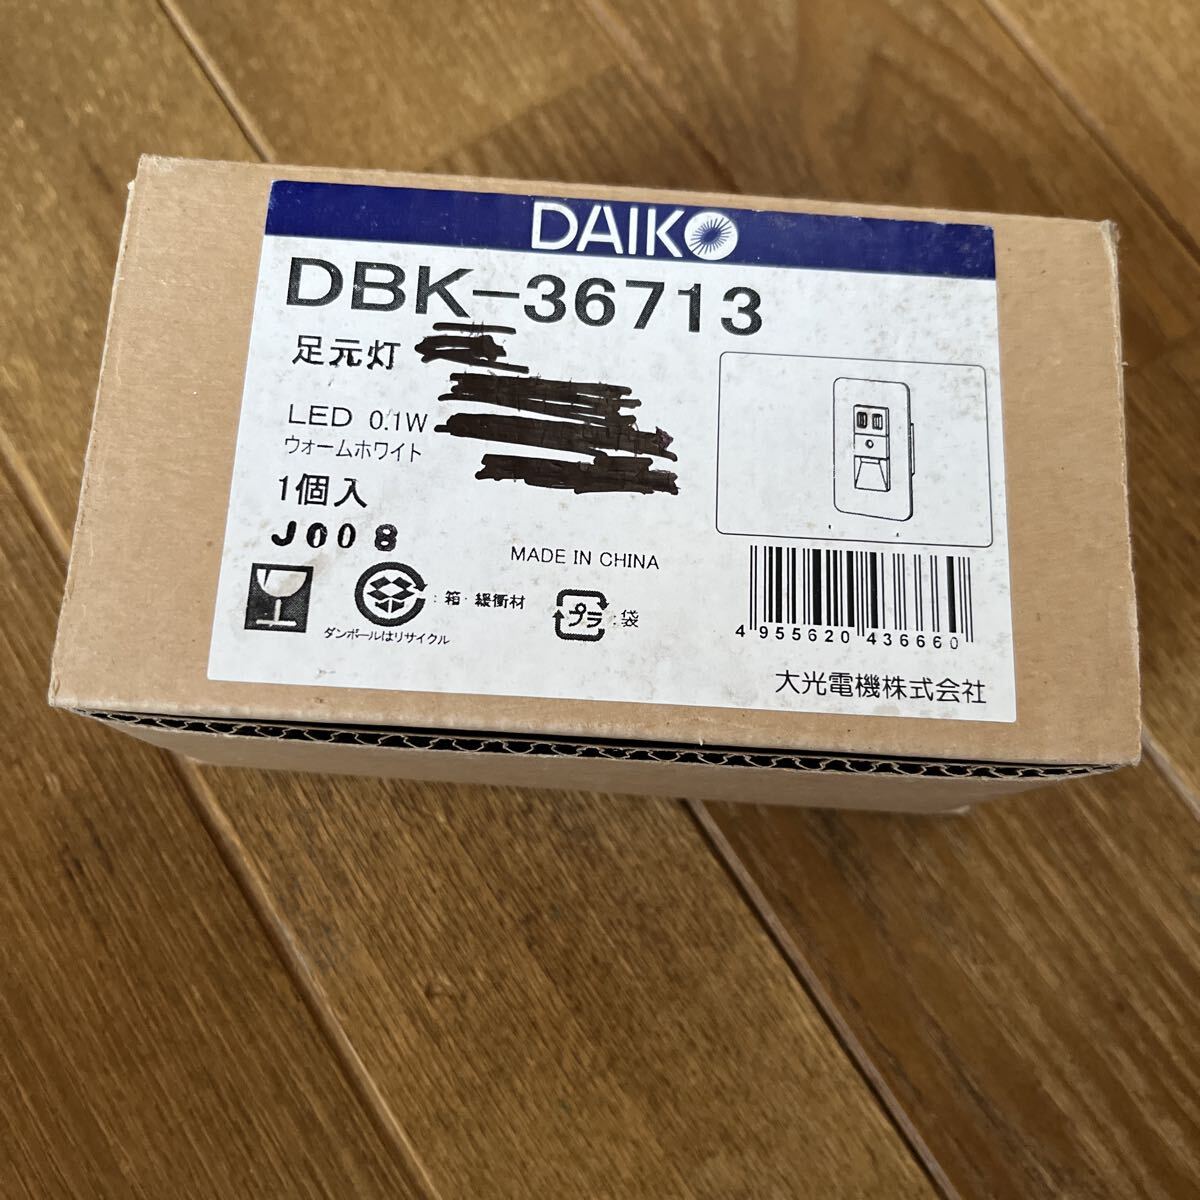 DAIKO
DBK-36713
足元灯
LED 0.1W
ウォームホワイト
1個入
J008
MADE IN CHINA
:箱・緩衝材
ダンボールはリサイクル
プラ :袋
4 955620 436660
大光電機株式会社